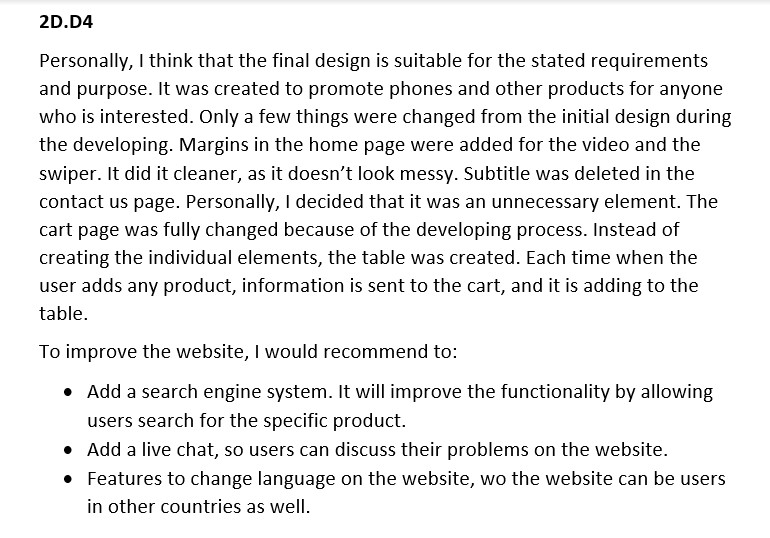 2D.D4
Personally, I think that the final design is suitable for the stated requirements
and purpose. It was created to promote phones and other products for anyone
who is interested. Only a few things were changed from the initial design during
the developing. Margins in the home page were added for the video and the
swiper. It did it cleaner, as it doesn’t look messy. Subtitle was deleted in the
contact us page. Personally, I decided that it was an unnecessary element. The
cart page was fully changed because of the developing process. Instead of
creating the individual elements, the table was created. Each time when the
user adds any product, information is sent to the cart, and it is adding to the
table.
To improve the website, I would recommend to:
• Add a search engine system. It will improve the functionality by allowing
users search for the specific product.
• Add a live chat, so users can discuss their problems on the website.
• Features to change language on the website, wo the website can be users
in other countries as well.